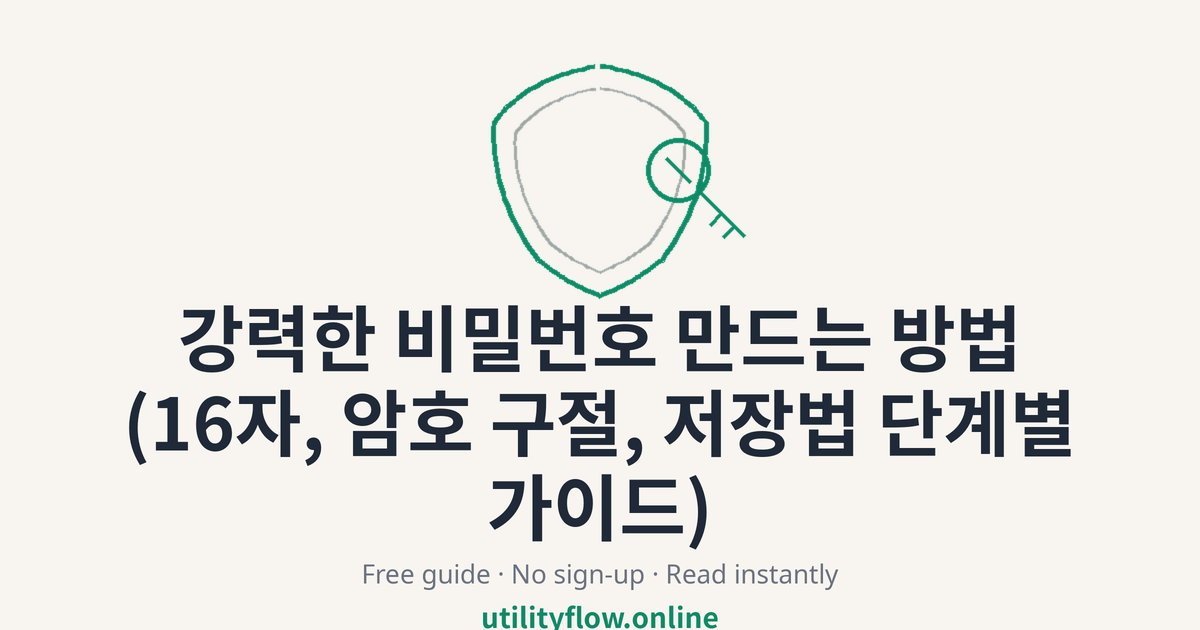 강력한 비밀번호 만드는 방법
(16자, 암호 구절, 저장법 단계별
가이드)
Free guide · No sign-up · Read instantly
utilityflow.online